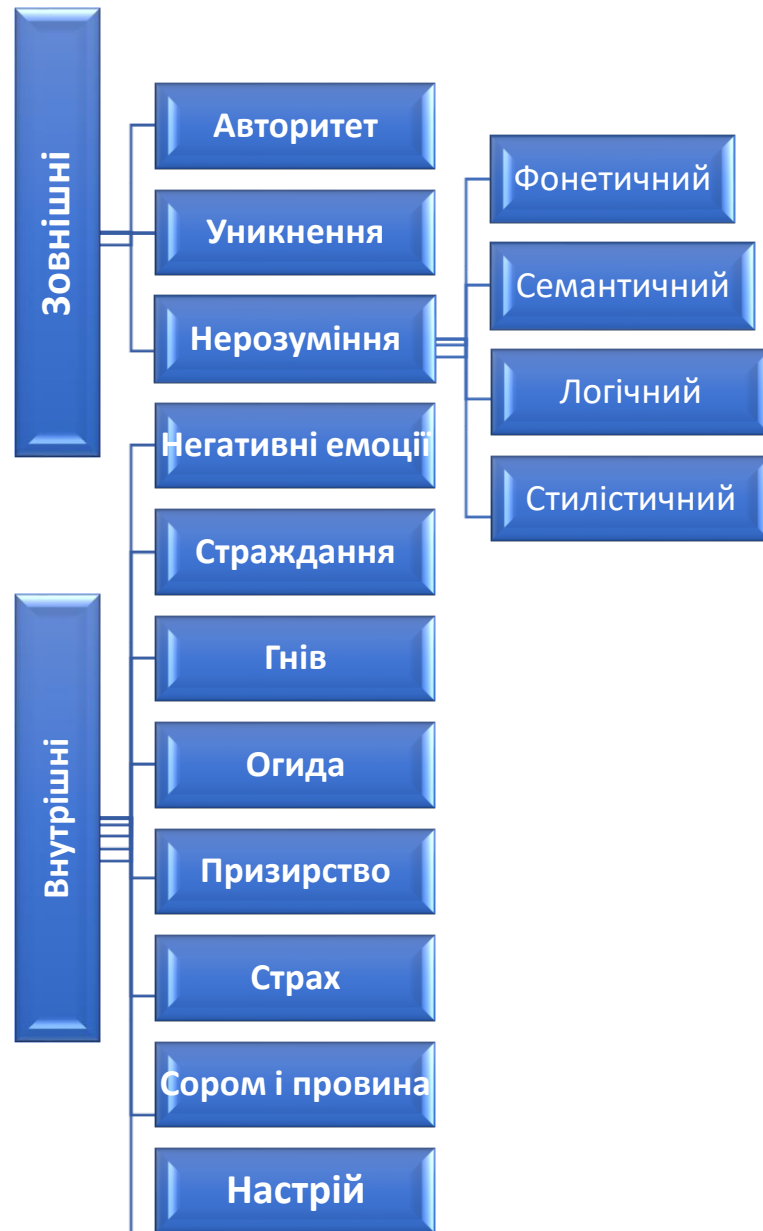 Зовнішні
Авторитет
Уникнення
Нерозуміння
Фонетичний
Семантичний
Логічний
Стилістичний
Внутрішні
Негативні емоції
Страждання
Гнів
Огида
Призирство
Страх
Сором і провина
Настрій